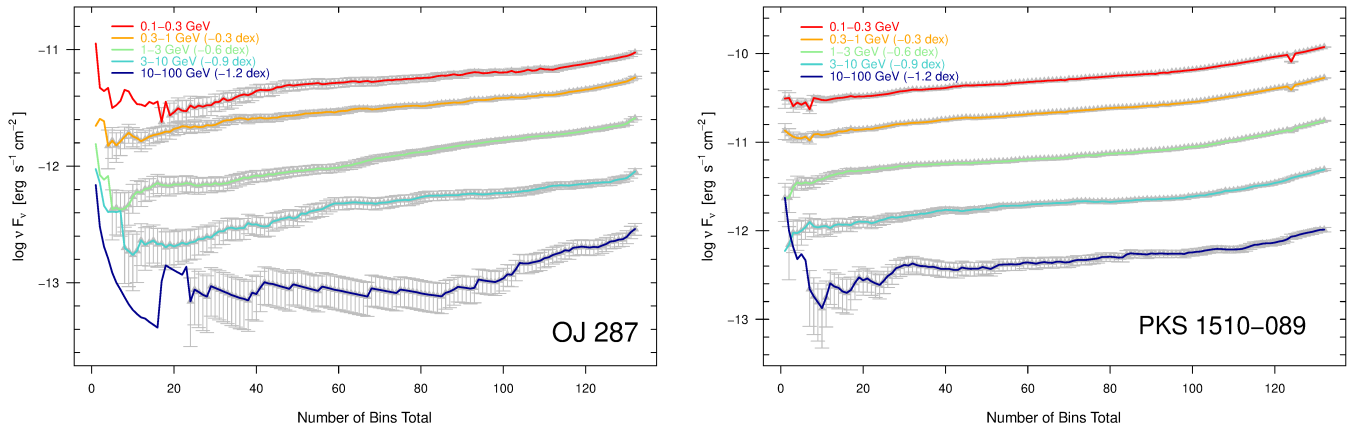 0.1−0.3 GeV
0.3−1 GeV (−0.3 dex)
1−3 GeV (−0.6 dex)
3−10 GeV (−0.9 dex)
10−100 GeV (−1.2 dex)
-11
-12
-13
log ν Fν [erg s−1 cm−2]
OJ 287
0 20 40 60 80 100 120
Number of Bins Total
0.1−0.3 GeV
0.3−1 GeV (−0.3 dex)
1−3 GeV (−0.6 dex)
3−10 GeV (−0.9 dex)
10−100 GeV (−1.2 dex)
-10
-11
-12
-13
log ν Fν [erg s−1 cm−2]
PKS 1510−089
0 20 40 60 80 100 120
Number of Bins Total